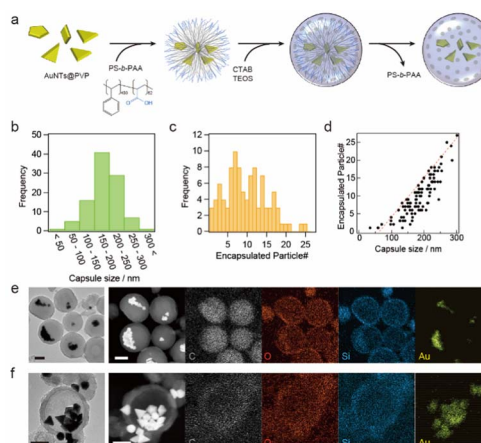 a
AuNTs@PVP
PS-b-PAA
CTAB
TEOS
PS-b-PAA
b
50
40
30
20
10
0
Frequency
< 50
50 - 100
100 - 150
150 - 200
200 - 250
250 - 300
300 <
Capsule size / nm
c
12
10
8
6
4
2
0
Frequency
5 10 15 20 25
Encapsulated Particle#
d
25
20
15
10
5
0
Encapsulated Particle#
0 100 200 300
Capsule size / nm
e
C
O
Si
Au
f
C
O
Si
Au